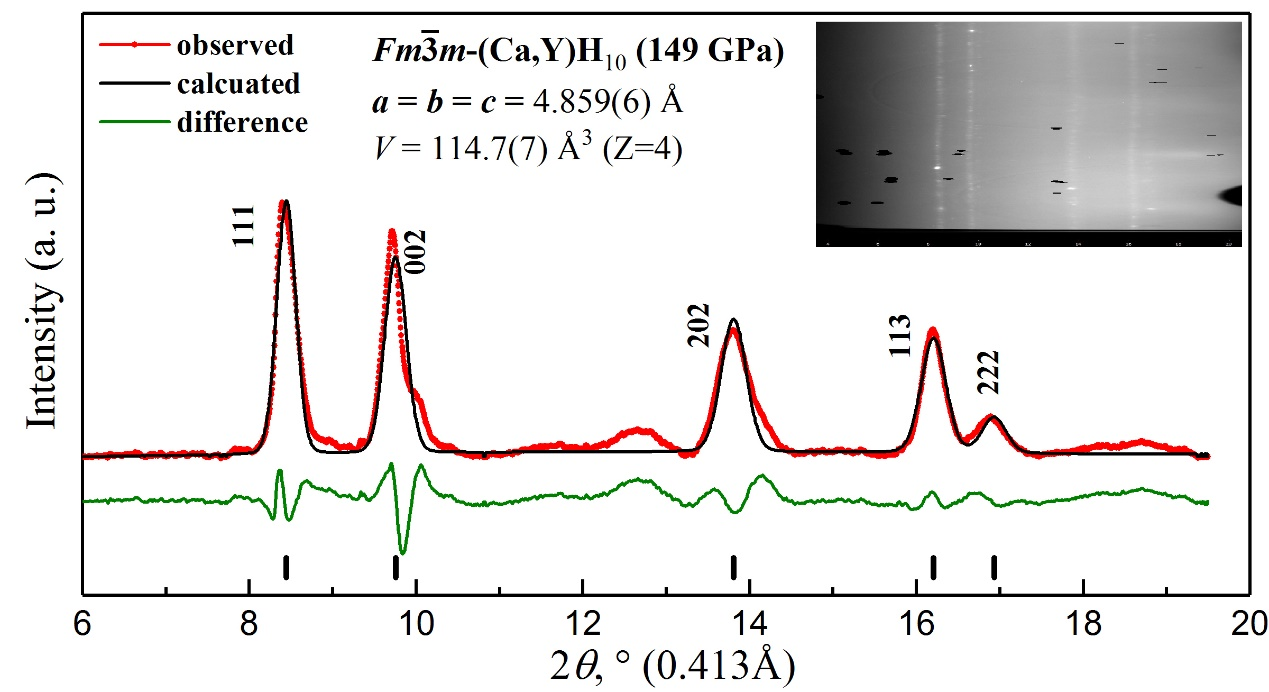 observed
calcuated
difference
Fm3̅m-(Ca,Y)H₁₀ (149 GPa)
a = b = c = 4.859(6) Å
V = 114.7(7) Å³ (Z=4)
Intensity (a. u.)
111
002
202
113
222
6 8 10 12 14 16 18 20
2θ, ° (0.413Å)